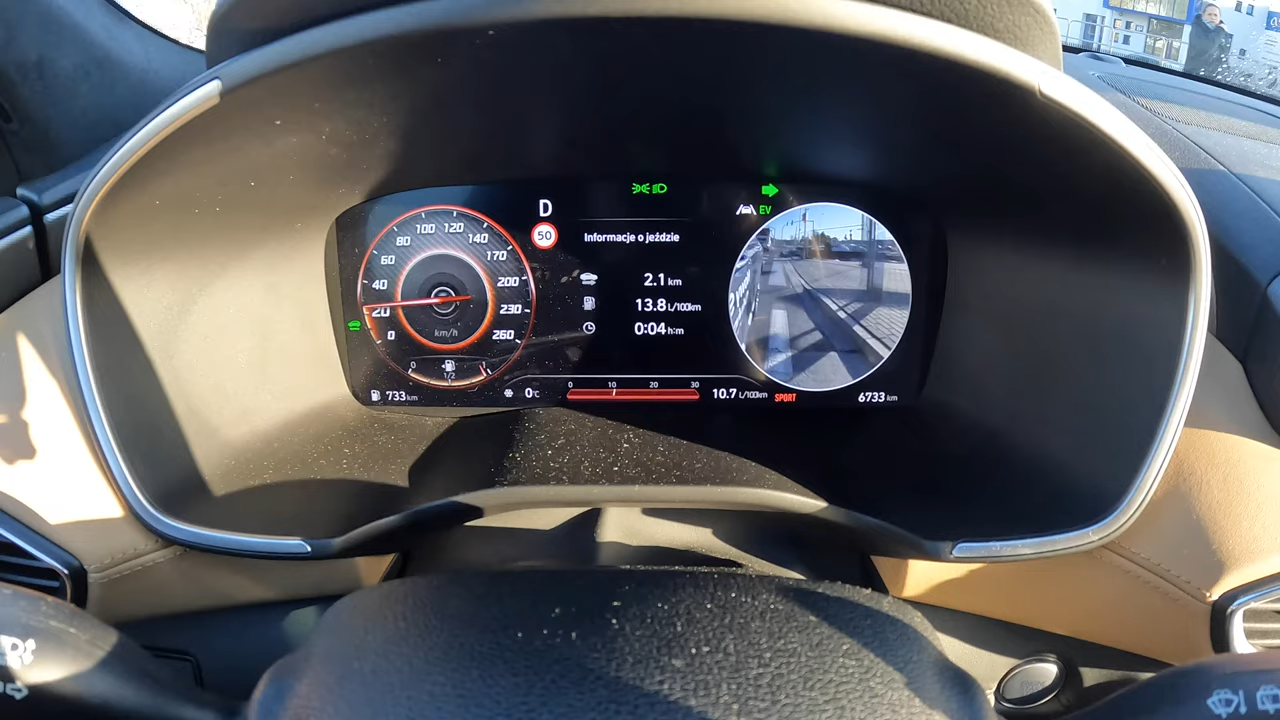 D
50
EV
Informacje o jeździe
2.1 km
13.8 L/100km
0:04 h:m
0
20
40
60
80
100
120
140
170
200
230
260
km/h
0
1/2
733 km
0°C
0
10
20
30
10.7 L/100km
SPORT
6733 km